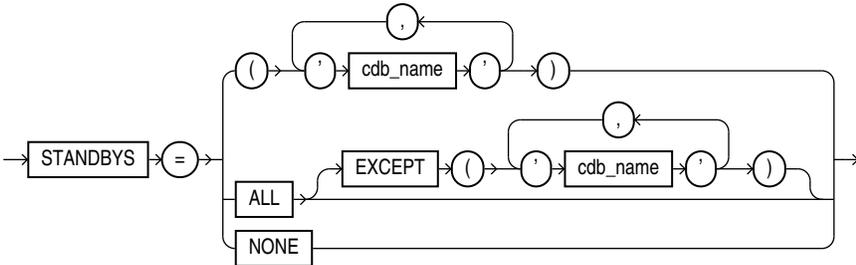 ,
( ' cdb_name ' )
,
STANDBYS = EXCEPT ( ' cdb_name ' )
ALL
NONE